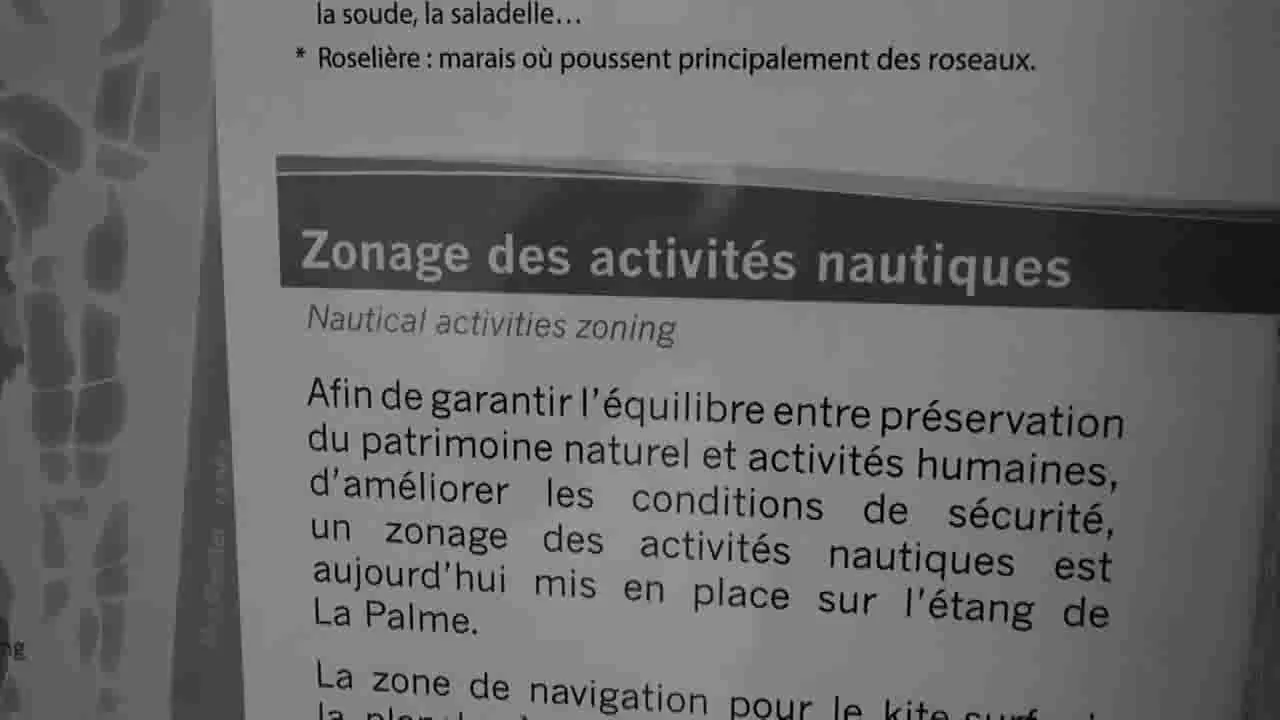 la soude, la saladelle...
* Roselière : marais où poussent principalement des roseaux.
Zonage des activités nautiques
Nautical activities zoning
Afin de garantir l'équilibre entre préservation
du patrimoine naturel et activités humaines,
d'améliorer les conditions de sécurité,
un zonage des activités nautiques est
aujourd'hui mis en place sur l'étang de
La Palme.
La zone de navigation pour le kite surf,
la